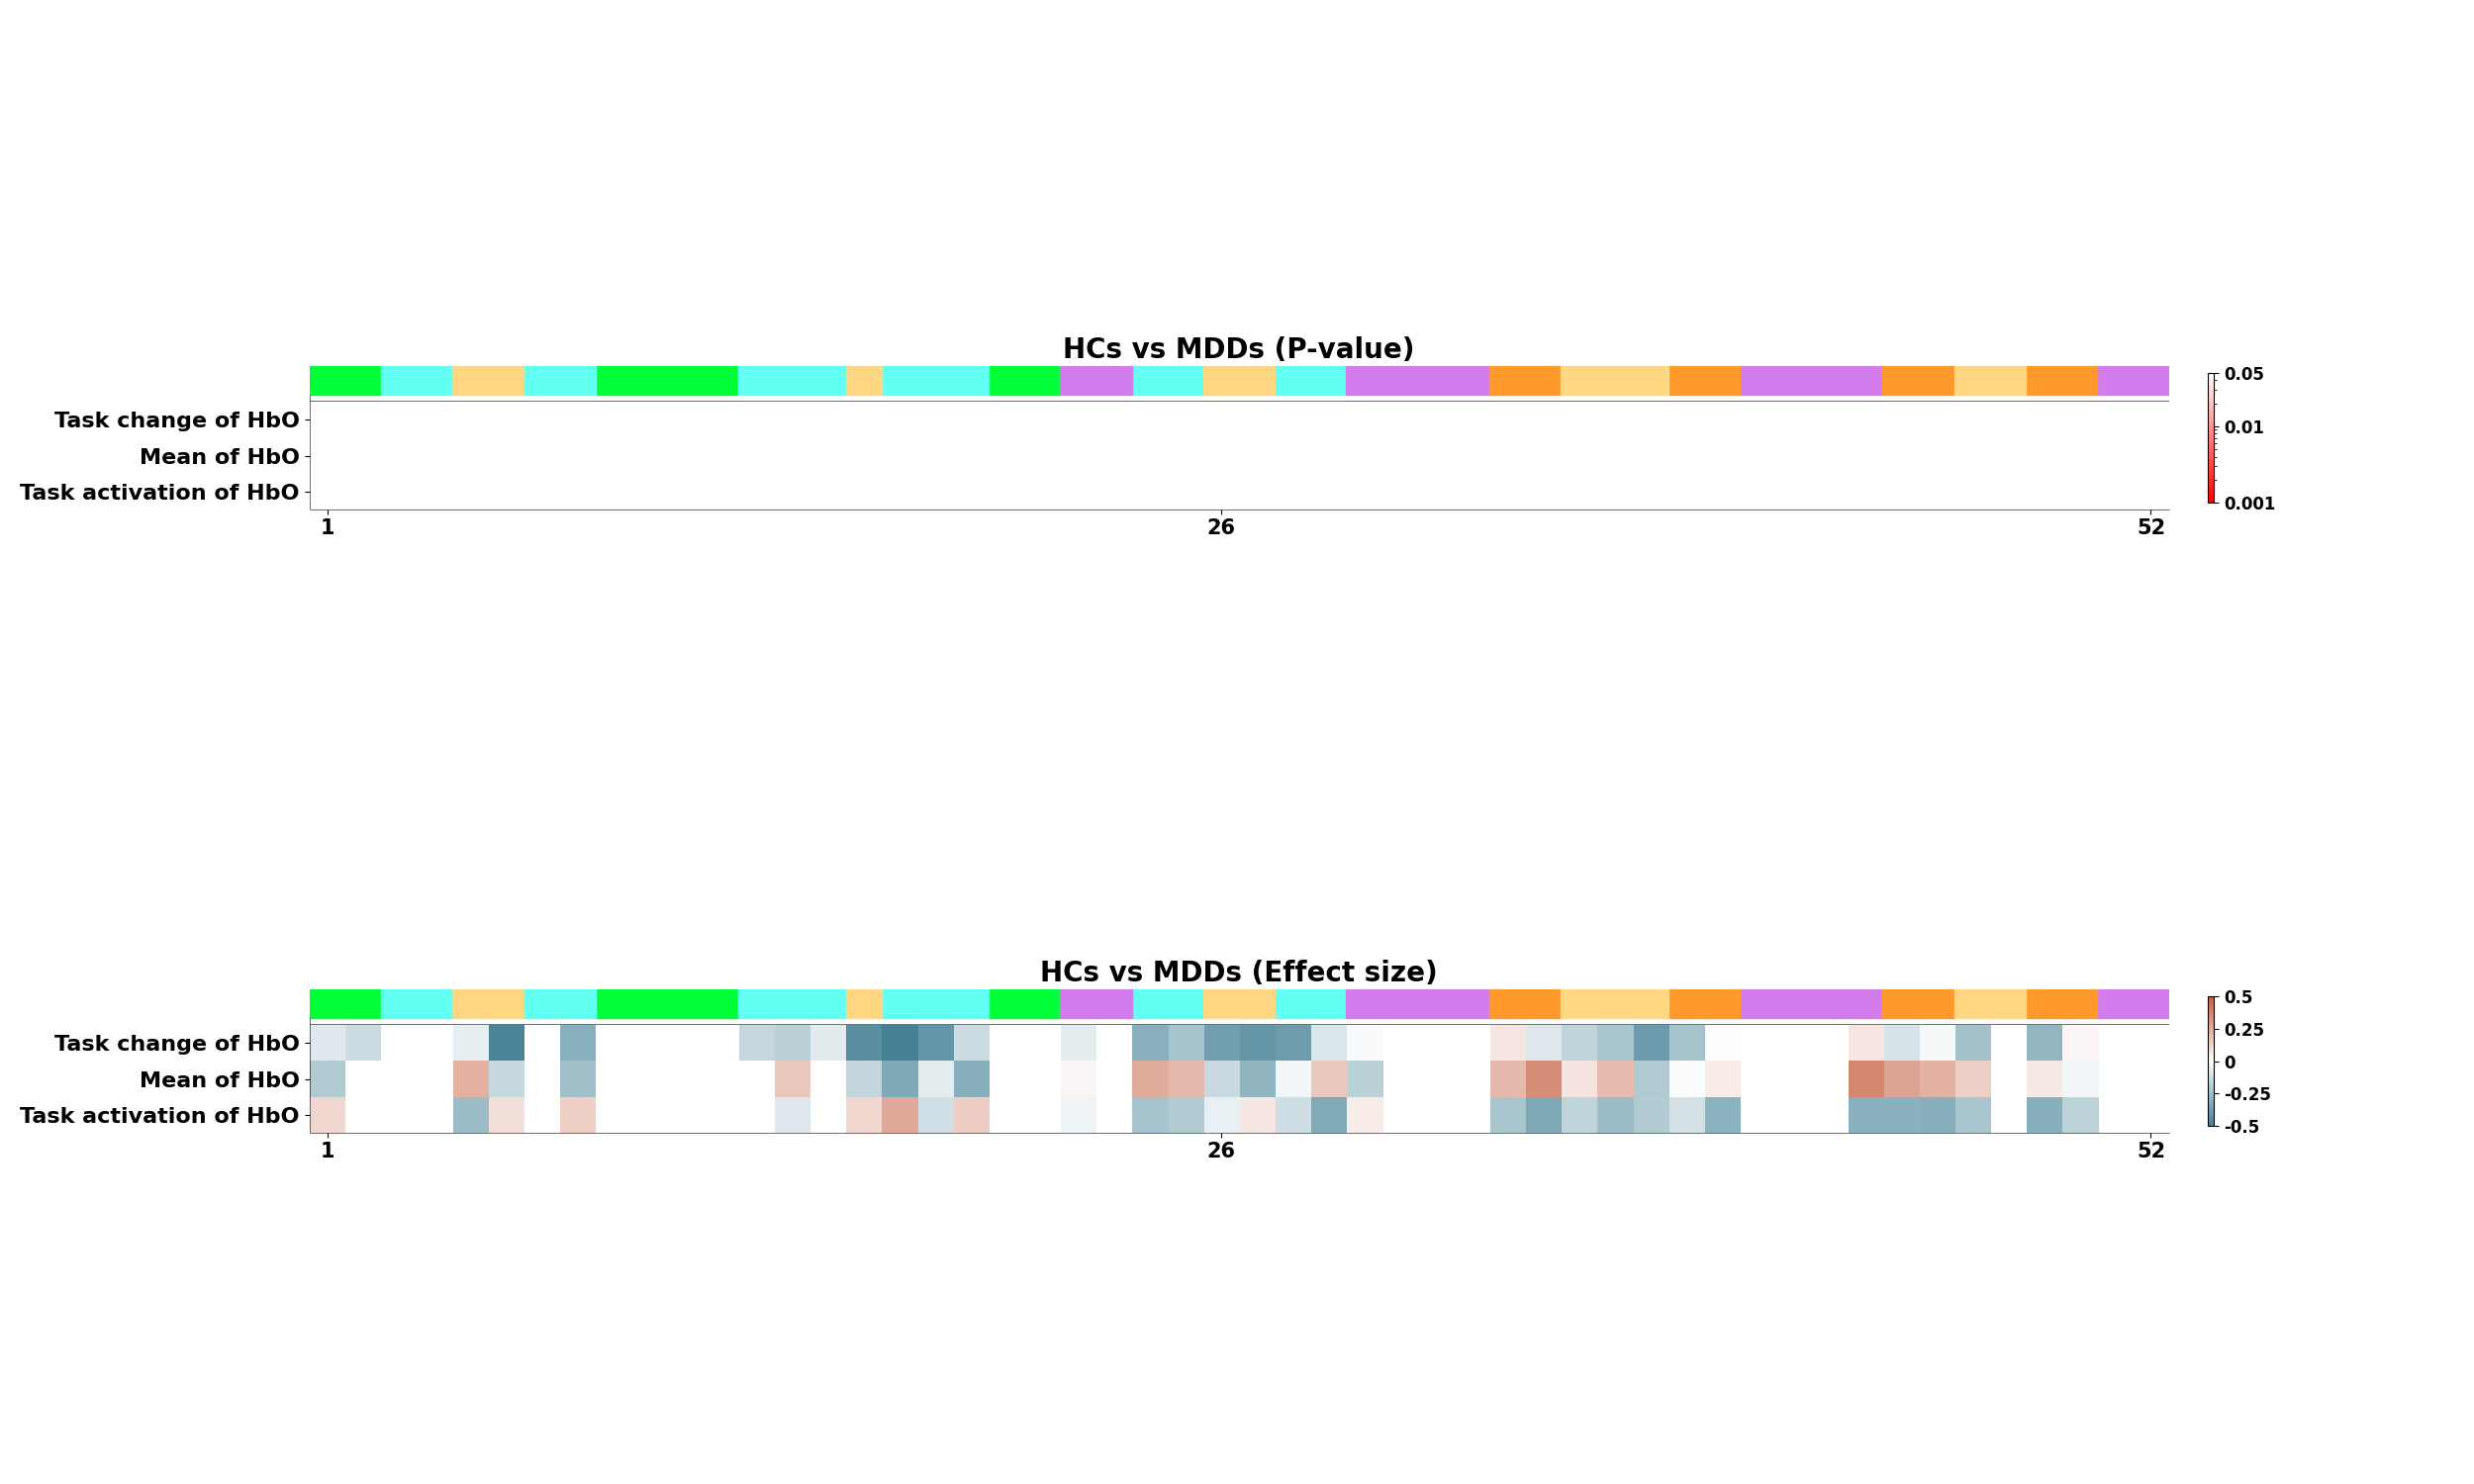 HCs vs MDDs (P-value)
Task change of HbO
Mean of HbO
Task activation of HbO
1 26 52
0.05
0.01
0.001
HCs vs MDDs (Effect size)
Task change of HbO
Mean of HbO
Task activation of HbO
1 26 52
0.5
0.25
0
-0.25
-0.5